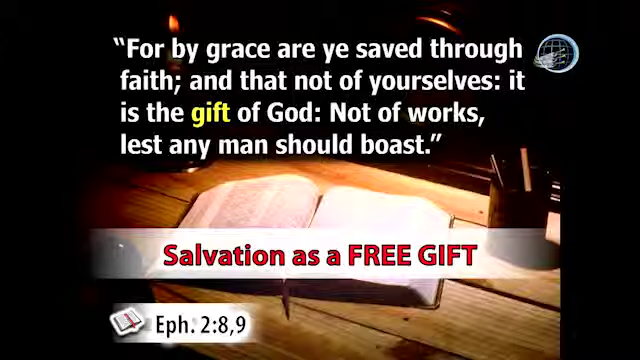 “For by grace are ye saved through
faith; and that not of yourselves: it
is the gift of God: Not of works,
lest any man should boast.”
Salvation as a FREE GIFT
Eph. 2:8,9